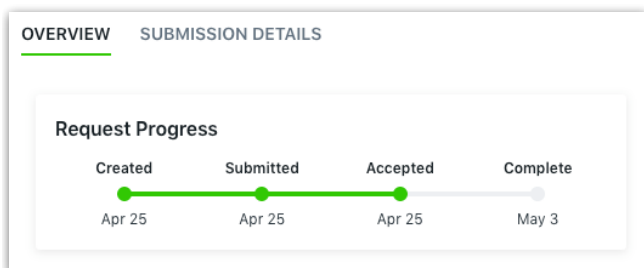 OVERVIEW SUBMISSION DETAILS
Request Progress
Created Submitted Accepted Complete
Apr 25 Apr 25 Apr 25 May 3